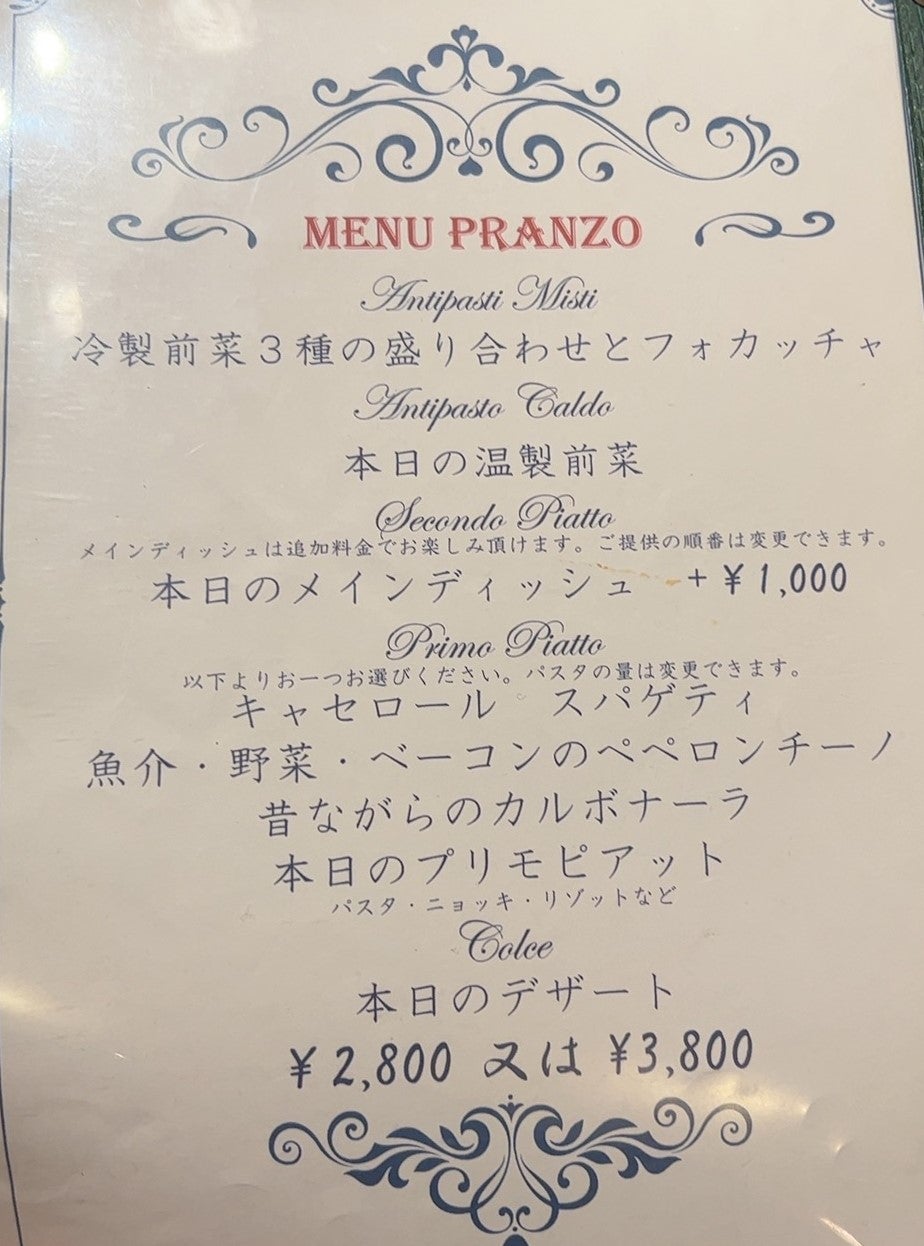 MENU PRANZO
Antipasti Misti
冷製前菜３種の盛り合わせとフォカッチャ
Antipasto Caldo
本日の温製前菜
Secondo Piatto
メインディッシュは追加料金でお楽しみ頂けます。ご提供の順番は変更できます。
本日のメインディッシュ +¥1,000
Primo Piatto
以下よりお一つお選びください。パスタの量は変更できます。
キャセロール　スパゲティ
魚介・野菜・ベーコンのペペロンチーノ
昔ながらのカルボナーラ
本日のプリモピアット
パスタ・ニョッキ・リゾットなど
Colce
本日のデザート
¥2,800 又は ¥3,800